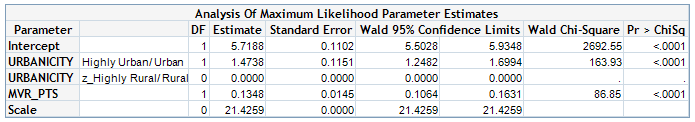 Analysis Of Maximum Likelihood Parameter Estimates
Parameter DF Estimate Standard Error Wald 95% Confidence Limits Wald Chi-Square Pr > ChiSq
Intercept 1 5.7188 0.1102 5.5028 5.9348 2692.55 <.0001
URBANICITY Highly Urban/ Urban 1 1.4738 0.1151 1.2482 1.6994 163.93 <.0001
URBANICITY z_Highly Rural/ Rural 0 0.0000 0.0000 0.0000 0.0000 . .
MVR_PTS 1 0.1348 0.0145 0.1064 0.1631 86.85 <.0001
Scale 0 21.4259 0.0000 21.4259 21.4259